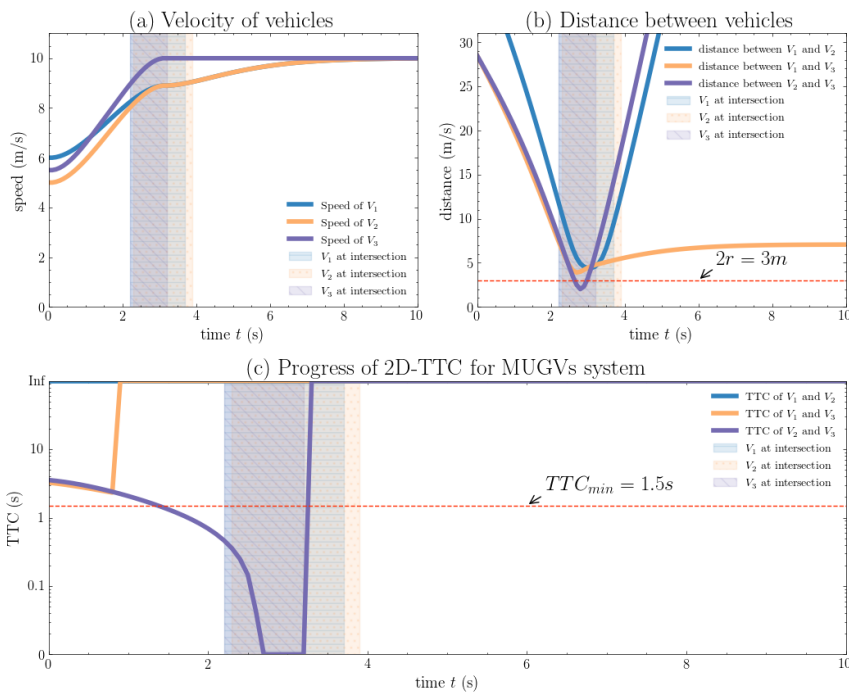 (a) Velocity of vehicles
10
8
6
4
2
0
speed (m/s)
Speed of V₁
Speed of V₂
Speed of V₃
V₁ at intersection
V₂ at intersection
V₃ at intersection
0 2 4 6 8 10
time t (s)
(b) Distance between vehicles
30
25
20
15
10
5
0
distance (m)
distance between V₁ and V₂
distance between V₁ and V₃
distance between V₂ and V₃
V₁ at intersection
V₂ at intersection
V₃ at intersection
2r = 3m
0 2 4 6 8 10
time t (s)
(c) Progress of 2D-TTC for MUGVs system
Inf
10
1
0.1
0
TTC (s)
TTC of V₁ and V₂
TTC of V₁ and V₃
TTC of V₂ and V₃
V₁ at intersection
V₂ at intersection
V₃ at intersection
TTCₘᵢₙ = 1.5s
0 2 4 6 8 10
time t (s)